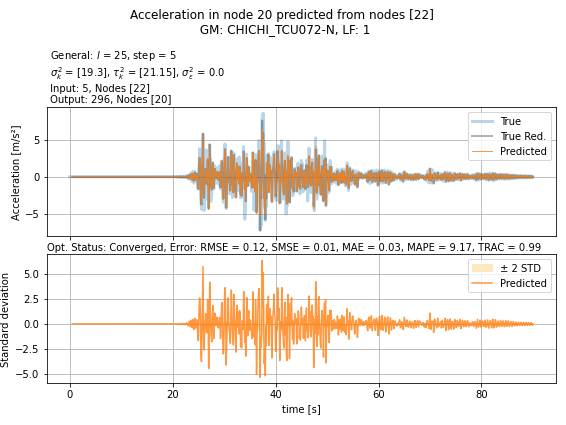 Acceleration in node 20 predicted from nodes [22]
GM: CHICHI_TCU072-N, LF: 1
General: l = 25, step = 5
σ²ₖ = [19.3], τ²ₖ = [21.15], σ²ε = 0.0
Input: 5, Nodes [22]
Output: 296, Nodes [20]
Acceleration [m/s²]
5
0
−5
True
True Red.
Predicted
Opt. Status: Converged, Error: RMSE = 0.12, SMSE = 0.01, MAE = 0.03, MAPE = 9.17, TRAC = 0.99
Standard deviation
5.0
2.5
0.0
−2.5
−5.0
± 2 STD
Predicted
0 20 40 60 80
time [s]